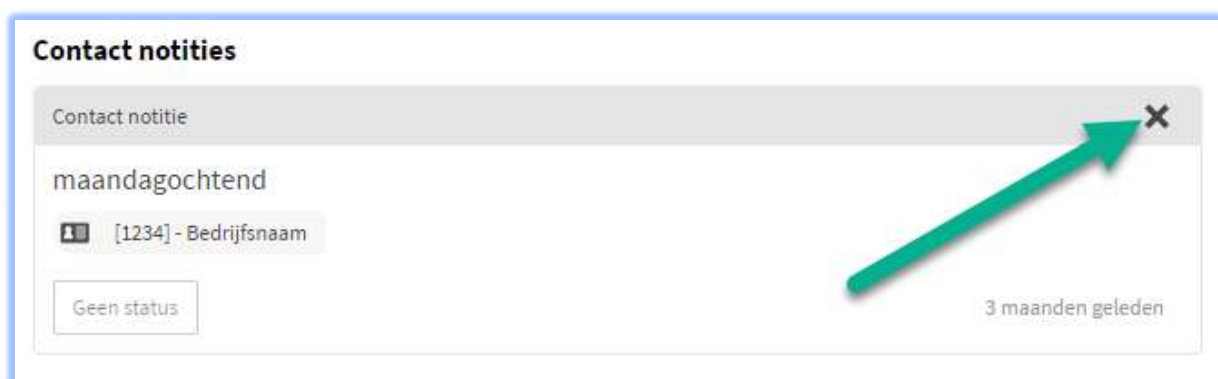 Contact notities
Contact notitie
maandagochtend
[1234] - Bedrijfsnaam
Geen status
3 maanden geleden